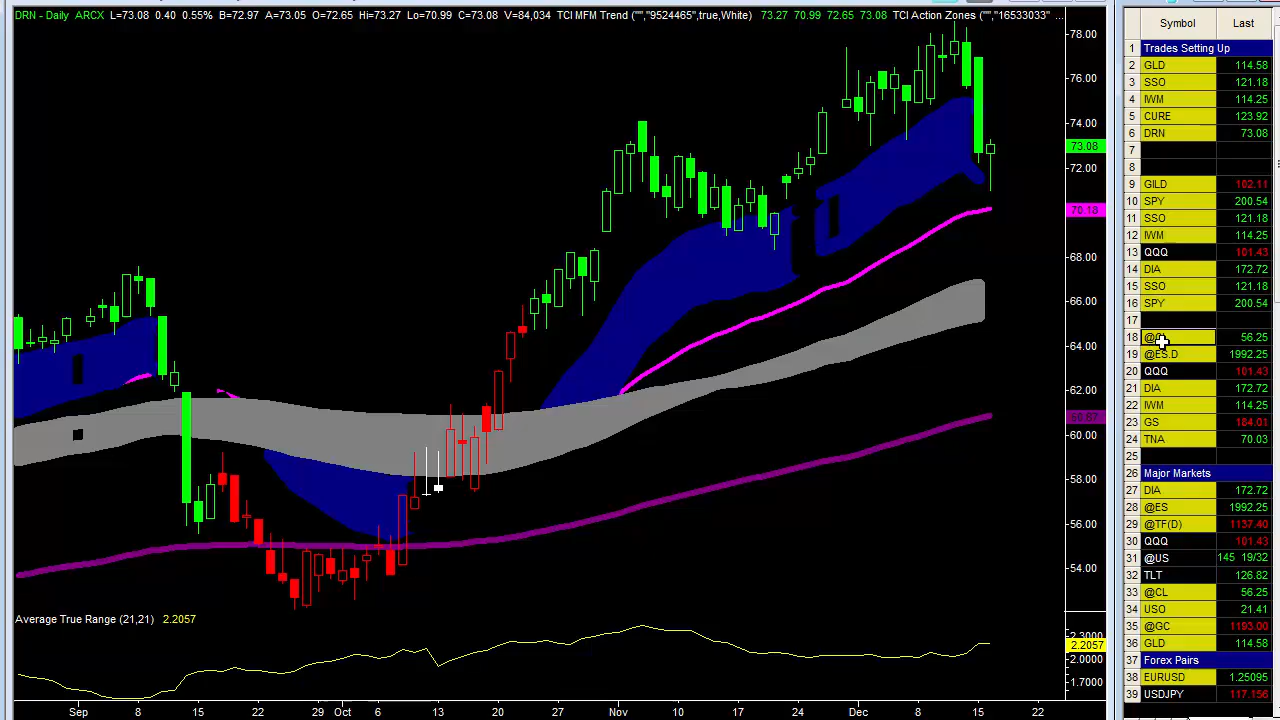 DRN - Daily ARCX L=73.08 0.40 0.55% B=72.97 A=73.05 O=72.65 Hi=73.27 Lo=70.99 C=73.08 V=84,034 TCI MFM Trend ("","9524465",true,White) 73.27 70.99 72.65 73.08 TCI Action Zones ("","16533033" ...
78.00
76.00
74.00
73.08
72.00
70.13
68.00
66.00
64.00
62.00
60.00
58.00
56.00
54.00
Average True Range (21,21) 2.2057
2.3000
2.2057
2.0000
1.7000
Sep 8 15 22 29 Oct 6 13 20 27 Nov 10 17 24 Dec 8 15 22
Symbol Last
1 Trades Setting Up
2 GLD 114.58
3 SSO 121.18
4 IWM 114.25
5 CURE 123.92
6 DRN 73.08
7
8
9 GILD 102.11
10 SPY 200.54
11 SSO 121.18
12 IWM 114.25
13 QQQ 101.43
14 DIA 172.72
15 SSO 121.18
16 SPY 200.54
17
18 56.25
19 @ES.D 1992.25
20 QQQ 101.43
21 DIA 172.72
22 IWM 114.25
23 GS 184.01
24 TNA 70.03
25
26 Major Markets
27 DIA 172.72
28 @ES 1992.25
29 @TF(D) 1137.40
30 QQQ 101.43
31 @US 145 19/32
32 TLT 126.82
33 @CL 56.25
34 USO 21.41
35 @GC 1193.00
36 GLD 114.58
37 Forex Pairs
38 EURUSD 1.25095
39 USDJPY 117.156